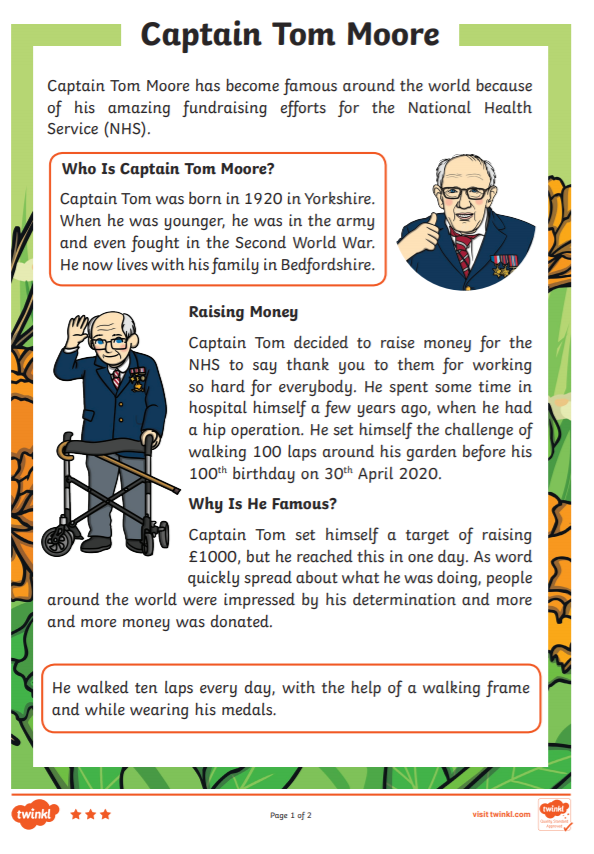 Captain Tom Moore
Captain Tom Moore has become famous around the world because
of his amazing fundraising efforts for the National Health
Service (NHS).
Who Is Captain Tom Moore?
Captain Tom was born in 1920 in Yorkshire.
When he was younger, he was in the army
and even fought in the Second World War.
He now lives with his family in Bedfordshire.
Raising Money
Captain Tom decided to raise money for the
NHS to say thank you to them for working
so hard for everybody. He spent some time in
hospital himself a few years ago, when he had
a hip operation. He set himself the challenge of
walking 100 laps around his garden before his
100th birthday on 30th April 2020.
Why Is He Famous?
Captain Tom set himself a target of raising
£1000, but he reached this in one day. As word
quickly spread about what he was doing, people
around the world were impressed by his determination and more
and more money was donated.
He walked ten laps every day, with the help of a walking frame
and while wearing his medals.
twinkl
Page 1 of 2
visit twinkl.com
twinkl